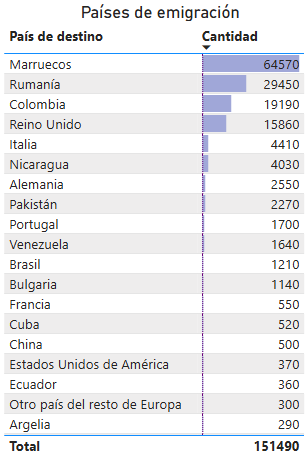 Países de emigración
País de destino Cantidad
Marruecos 64570
Rumanía 29450
Colombia 19190
Reino Unido 15860
Italia 4410
Nicaragua 4030
Alemania 2550
Pakistán 2270
Portugal 1700
Venezuela 1640
Brasil 1210
Bulgaria 1140
Francia 550
Cuba 520
China 500
Estados Unidos de América 370
Ecuador 360
Otro país del resto de Europa 300
Argelia 290
Total 151490